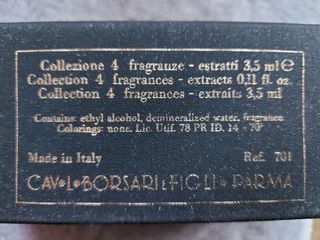 Collezione 4 fragrauze - estratti 3,5 ml ℮
Collection 4 fragrances - extracts 0,11 fl. oz.
Collection 4 fragrances - extraits 3,5 ml
Contains: ethyl alcohol, demineralized water, fragrance
Colorings: none. Lic. Utif. 78 PR ID. 14 - 70°
Made in Italy Ref. 701
CAV•L•BORSARI E FIGLI • PARMA